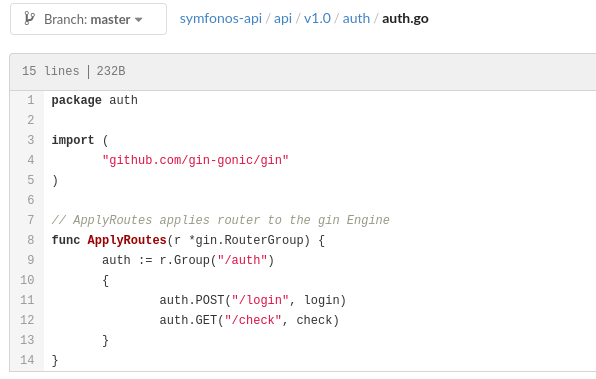 Branch: master
symfonos-api / api / v1.0 / auth / auth.go
15 lines | 232B
1 package auth
2
3 import (
4 "github.com/gin-gonic/gin"
5 )
6
7 // ApplyRoutes applies router to the gin Engine
8 func ApplyRoutes(r *gin.RouterGroup) {
9 auth := r.Group("/auth")
10 {
11 auth.POST("/login", login)
12 auth.GET("/check", check)
13 }
14 }